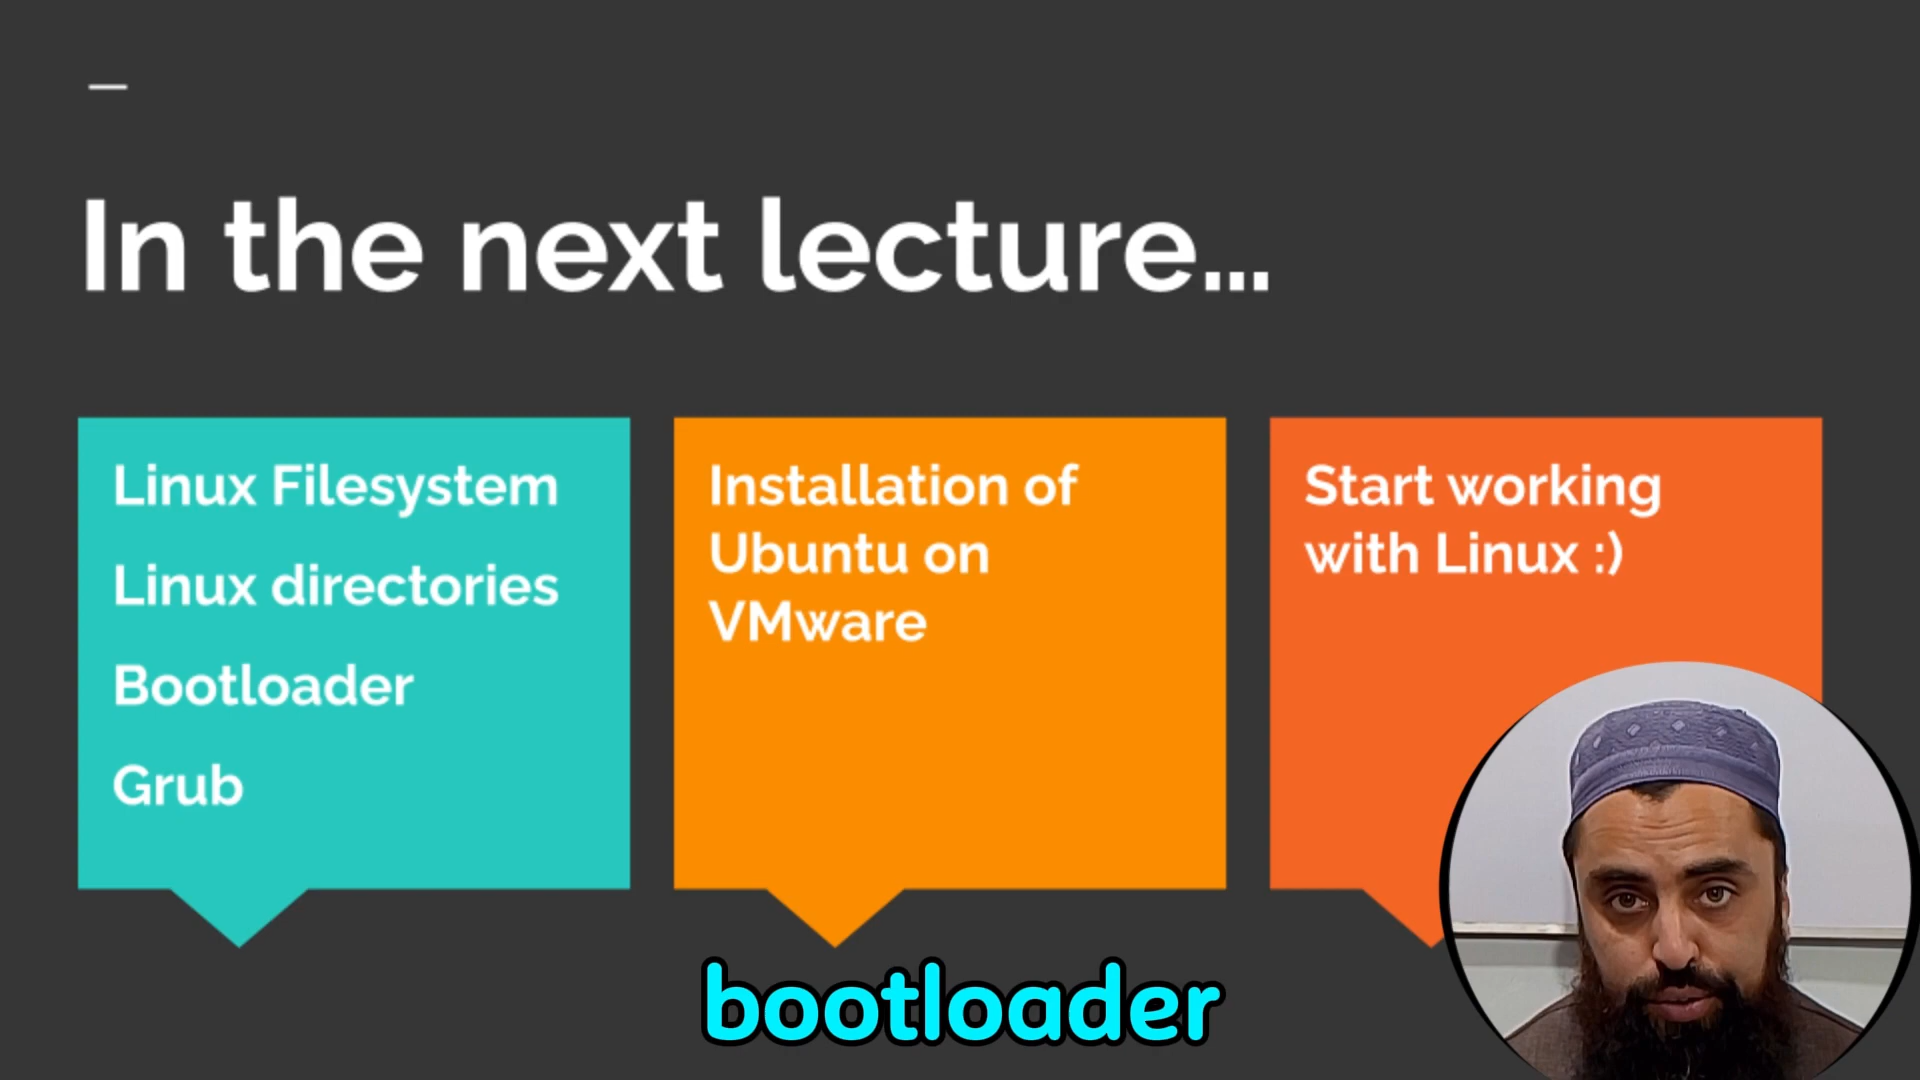 In the next lecture...
Linux Filesystem
Linux directories
Bootloader
Grub
Installation of
Ubuntu on
VMware
Start working
with Linux :)
bootloader